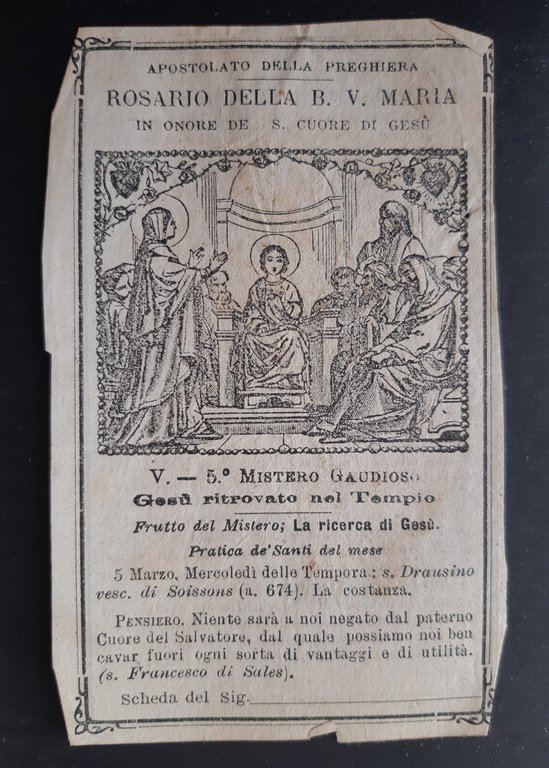 APOSTOLATO DELLA PREGHIERA
ROSARIO DELLA B. V. MARIA
IN ONORE DE S. CUORE DI GESÙ
V. — 5.º MISTERO GAUDIOSO
Gesù ritrovato nel Tempio
Frutto del Mistero; La ricerca di Gesù.
Pratica de' Santi del mese
5 Marzo, Mercoledì delle Tempora: s. Drausino
vesc. di Soissons (a. 674). La costanza.
PENSIERO. Niente sarà a noi negato dal paterno
Cuore del Salvatore, dal quale possiamo noi ben
cavar fuori ogni sorta di vantaggi e di utilità.
(s. Francesco di Sales).
Scheda del Sig.